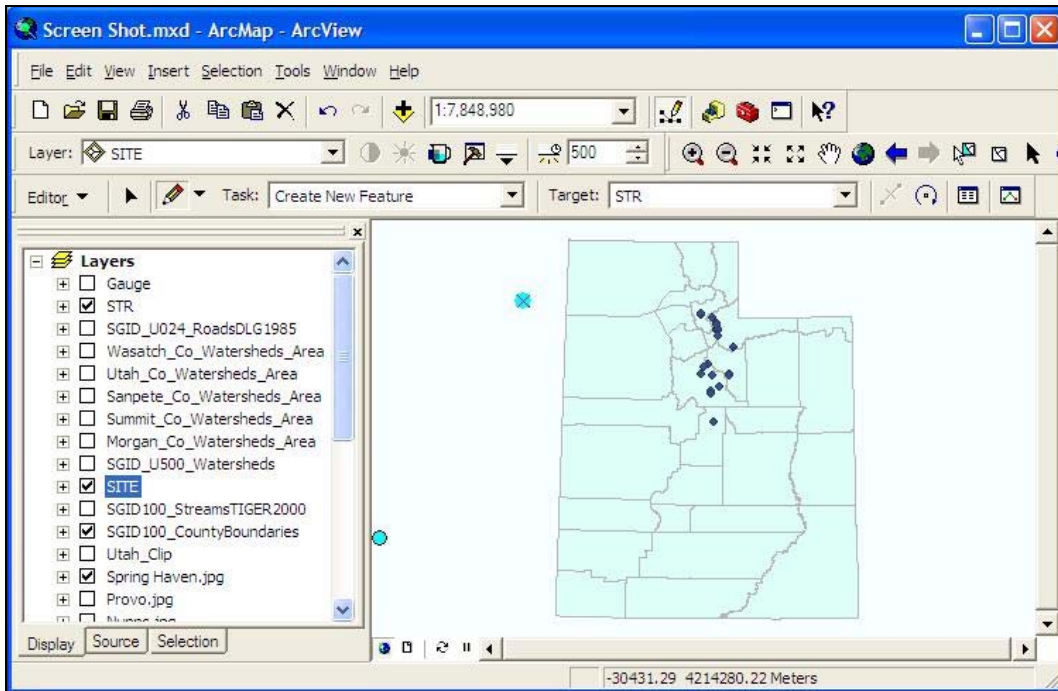 Screen Shot.mxd - ArcMap - ArcView
File Edit View Insert Selection Tools Window Help
1:7,848,980
Layer: SITE 500
Editor Task: Create New Feature Target: STR
Layers
Gauge
STR
SGID_U024_RoadsDLG1985
Wasatch_Co_Watersheds_Area
Utah_Co_Watersheds_Area
Sanpete_Co_Watersheds_Area
Summit_Co_Watersheds_Area
Morgan_Co_Watersheds_Area
SGID_U500_Watersheds
SITE
SGID100_StreamsTIGER2000
SGID100_CountyBoundaries
Utah_Clip
Spring Haven.jpg
Provo.jpg
Display Source Selection
-30431.29 4214280.22 Meters